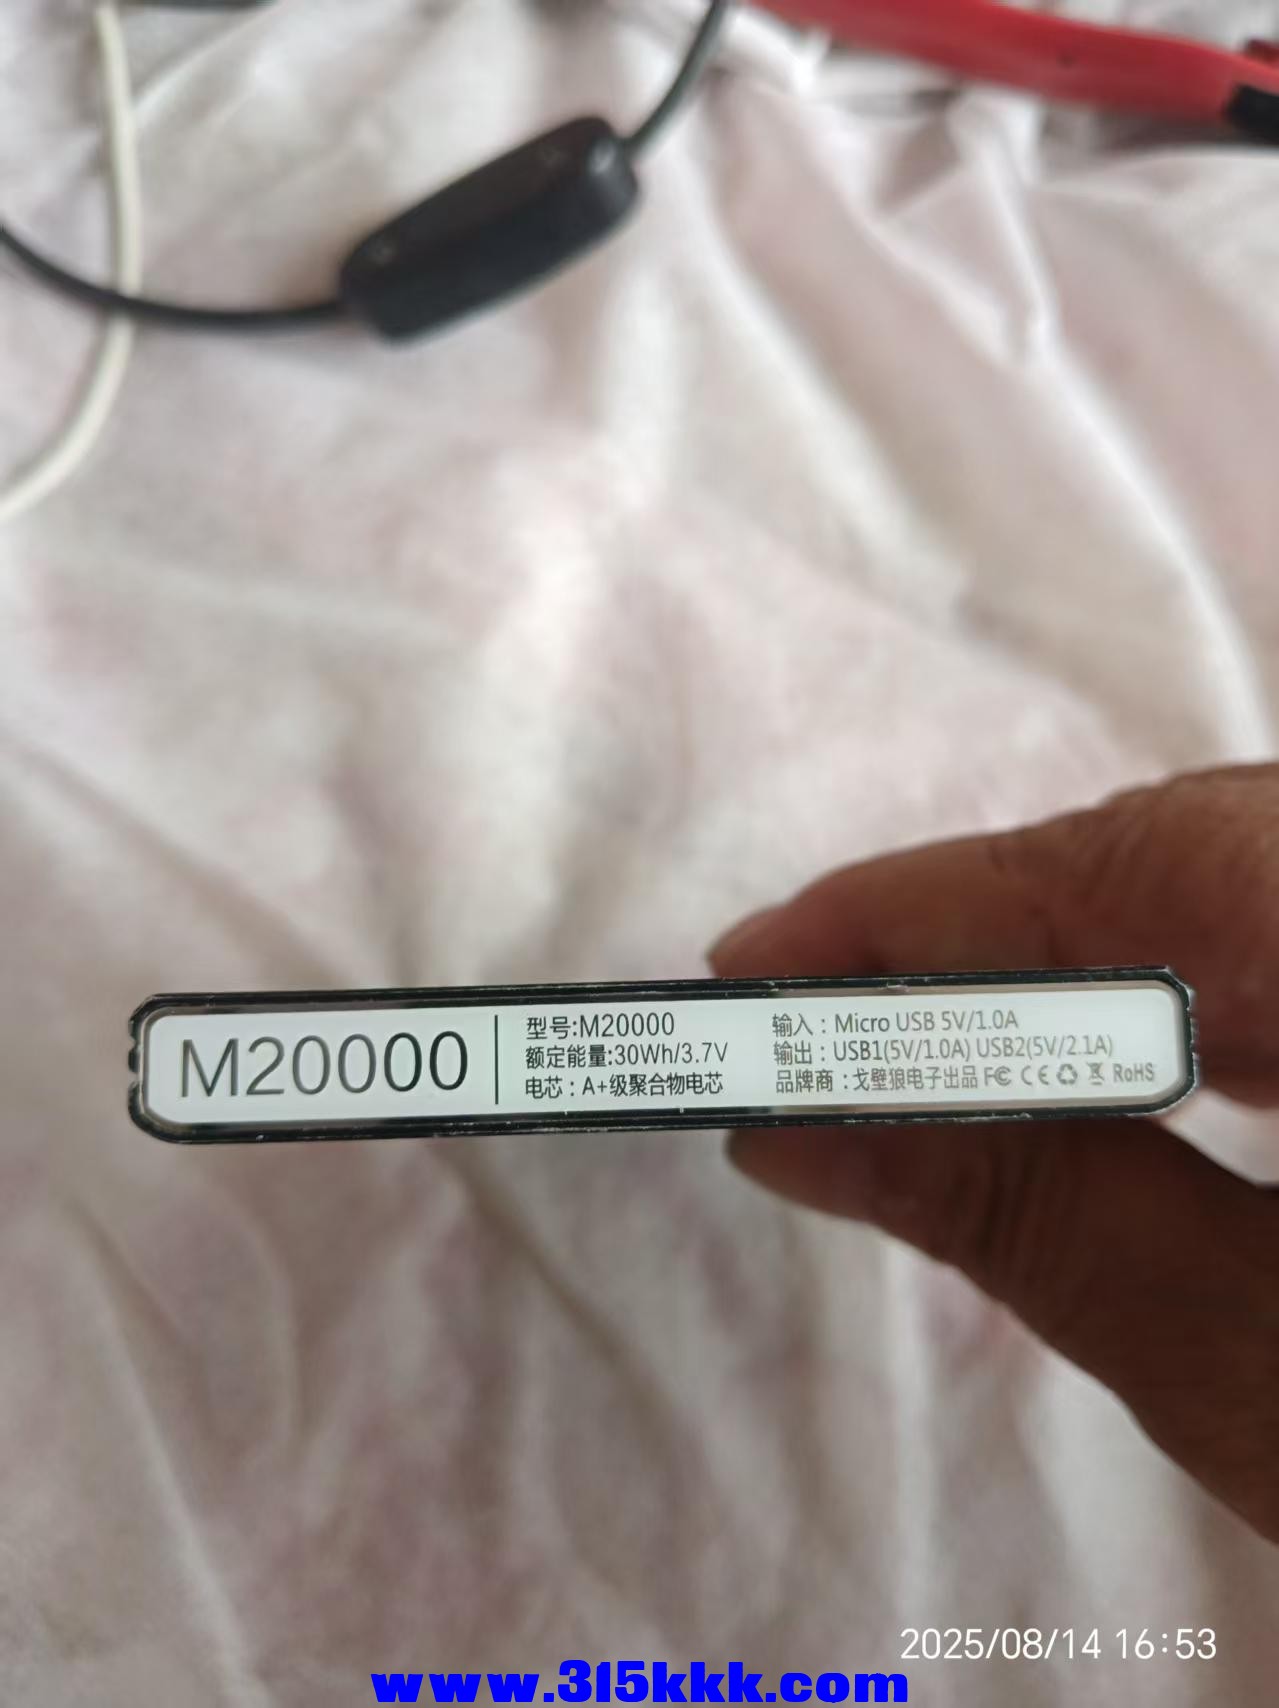 M20000
型号:M20000
额定能量:30Wh/3.7V
电芯：A+级聚合物电芯
输入：Micro USB 5V/1.0A
输出：USB1(5V/1.0A) USB2(5V/2.1A)
品牌商：戈壁狼电子出品 FC CE RoHS
2025/08/14 16:53
www.315kkk.com